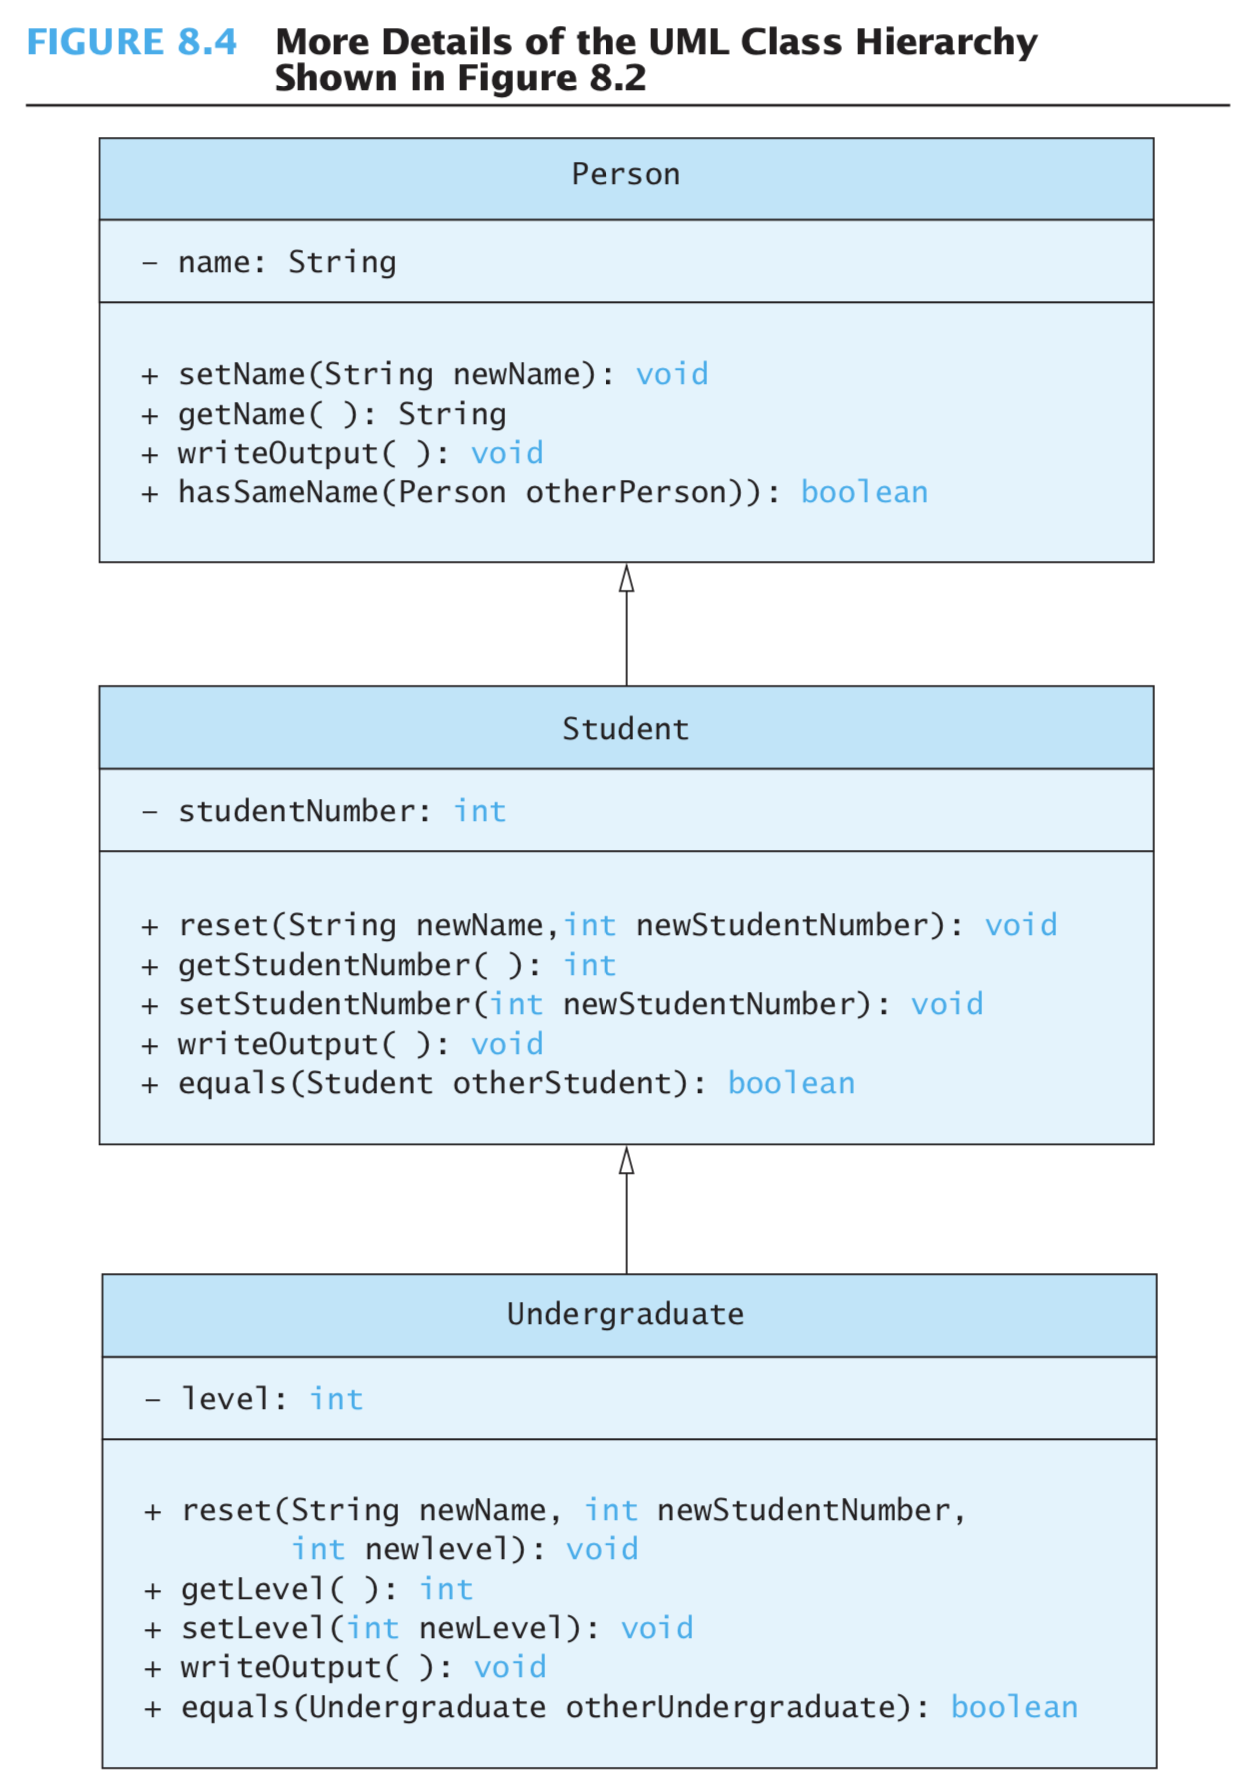 FIGURE 8.4 More Details of the UML Class Hierarchy
Shown in Figure 8.2
Person
– name: String
+ setName(String newName): void
+ getName( ): String
+ writeOutput( ): void
+ hasSameName(Person otherPerson)): boolean
Student
– studentNumber: int
+ reset(String newName,int newStudentNumber): void
+ getStudentNumber( ): int
+ setStudentNumber(int newStudentNumber): void
+ writeOutput( ): void
+ equals(Student otherStudent): boolean
Undergraduate
– level: int
+ reset(String newName, int newStudentNumber,
int newlevel): void
+ getLevel( ): int
+ setLevel(int newLevel): void
+ writeOutput( ): void
+ equals(Undergraduate otherUndergraduate): boolean